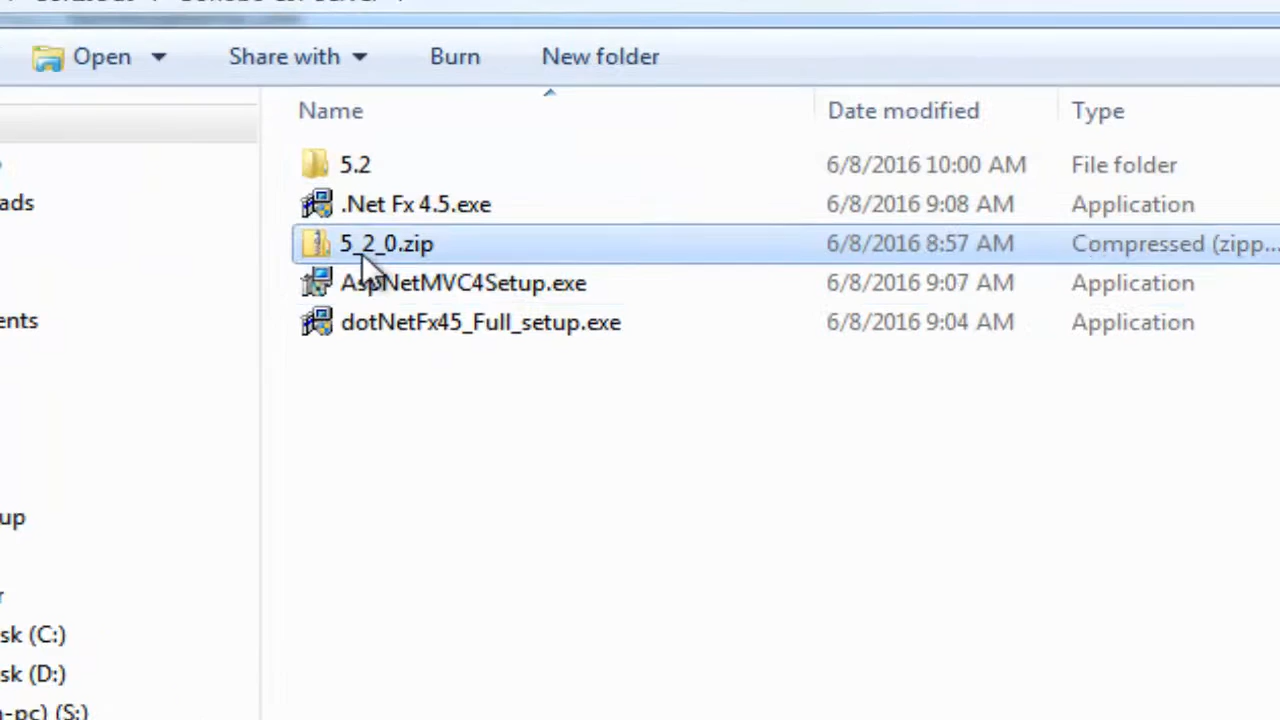 Open Share with Burn New folder
Name Date modified Type
5.2 6/8/2016 10:00 AM File folder
ads .Net Fx 4.5.exe 6/8/2016 9:08 AM Application
5_2_0.zip 6/8/2016 8:57 AM Compressed (zipp...
AspNetMVC4Setup.exe 6/8/2016 9:07 AM Application
ents dotNetFx45_Full_setup.exe 6/8/2016 9:04 AM Application
up
r
sk (C:)
sk (D:)
-pc) (S:)